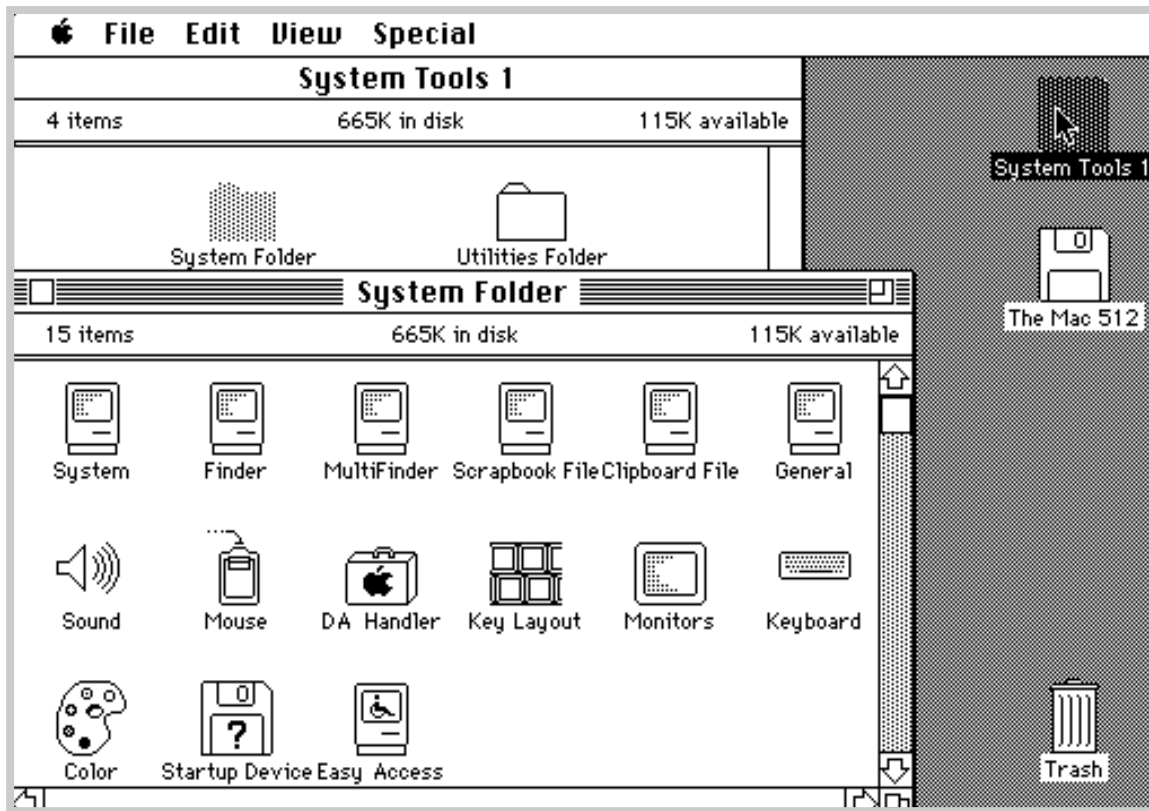 File Edit View Special
System Tools 1
4 items 665K in disk 115K available
System Tools 1
System Folder Utilities Folder
The Mac 512
System Folder
15 items 665K in disk 115K available
System Finder MultiFinder Scrapbook File Clipboard File General
Sound Mouse DA Handler Key Layout Monitors Keyboard
?
Color Startup Device Easy Access
Trash